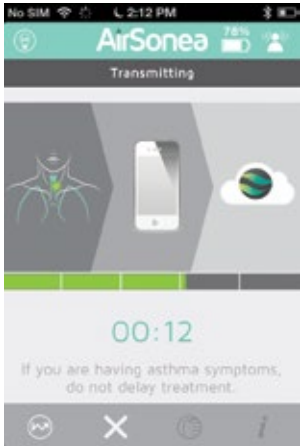 No SIM 2:12 PM
AirSonea 78%
Transmitting
00:12
If you are having asthma symptoms,
do not delay treatment.
i